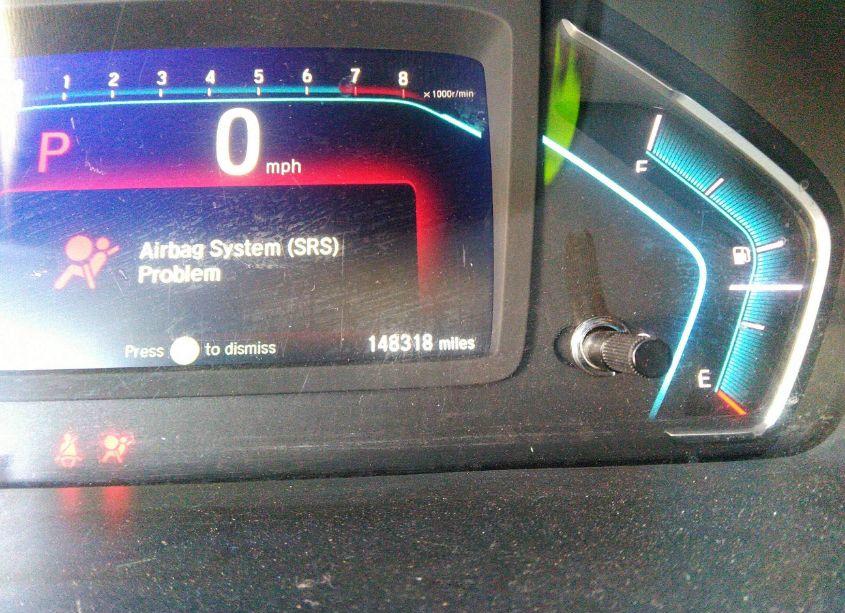 1 2 3 4 5 6 7 8
×1000r/min
P 0 mph
F
Airbag System (SRS)
Problem
Press to dismiss
148318 miles
E